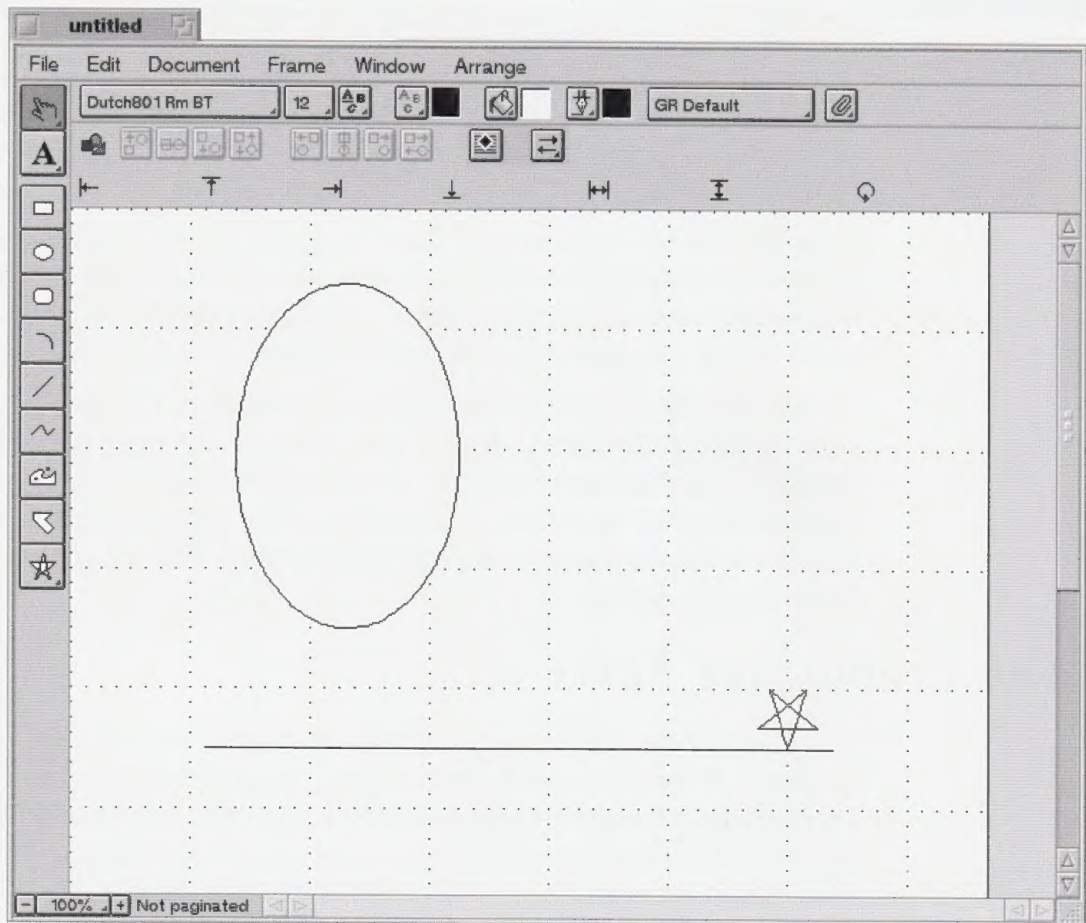 untitled
File Edit Document Frame Window Arrange
Dutch801 Rm BT 12 A B C A B C GR Default
A
100% Not paginated